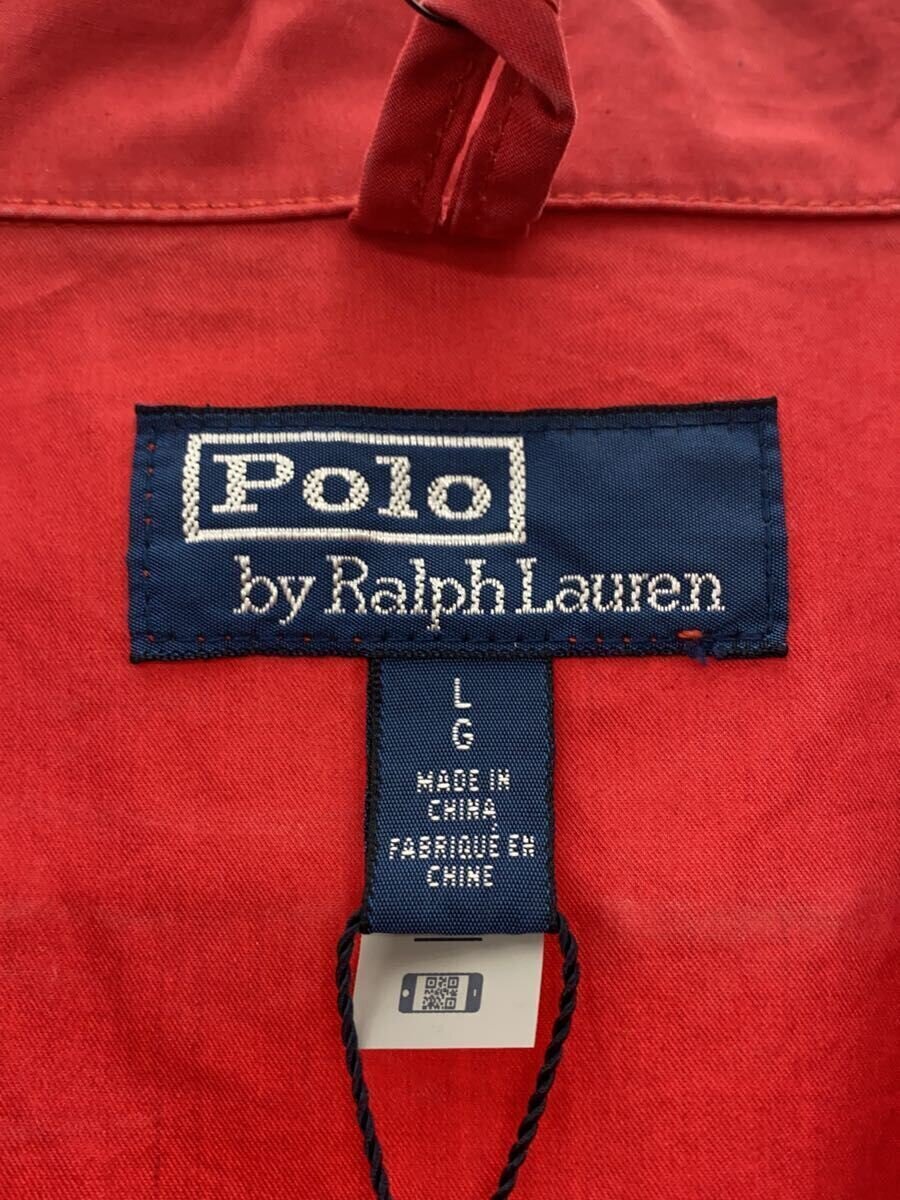 Polo
by Ralph Lauren
L
G
MADE IN
CHINA
FABRIQUÉ EN
CHINE